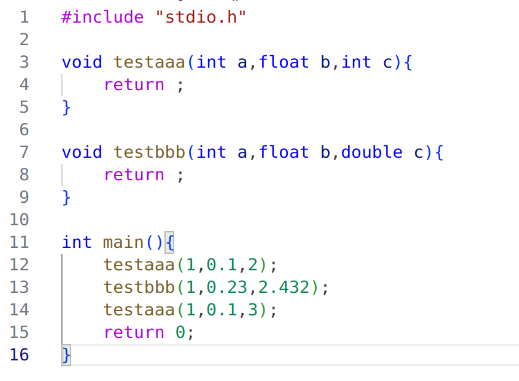 1 #include "stdio.h"
2
3 void testaaa(int a,float b,int c){
4     return ;
5 }
6
7 void testbbb(int a,float b,double c){
8     return ;
9 }
10
11 int main(){
12     testaaa(1,0.1,2);
13     testbbb(1,0.23,2.432);
14     testaaa(1,0.1,3);
15     return 0;
16 }